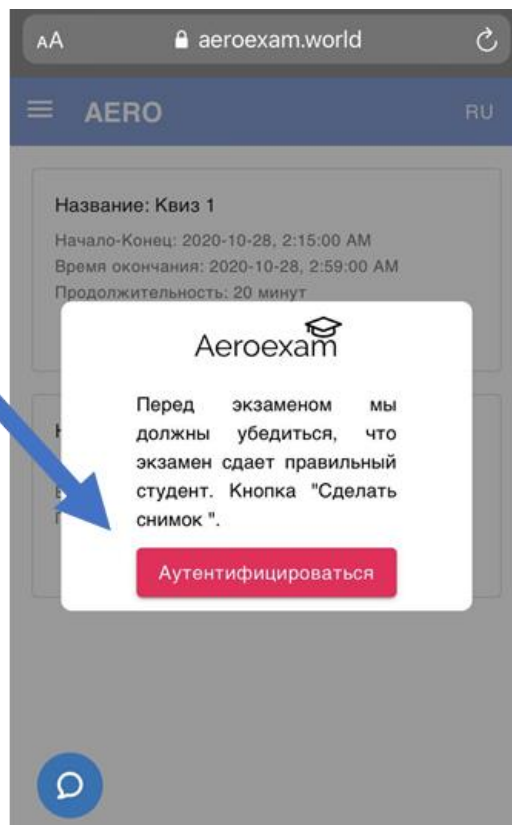 AA aeroexam.world
AERO RU
Название: Квиз 1
Начало-Конец: 2020-10-28, 2:15:00 AM
Время окончания: 2020-10-28, 2:59:00 AM
Продолжительность: 20 минут
Aeroexam
Перед экзаменом мы
должны убедиться, что
экзамен сдает правильный
студент. Кнопка "Сделать
снимок ".
Аутентифицироваться